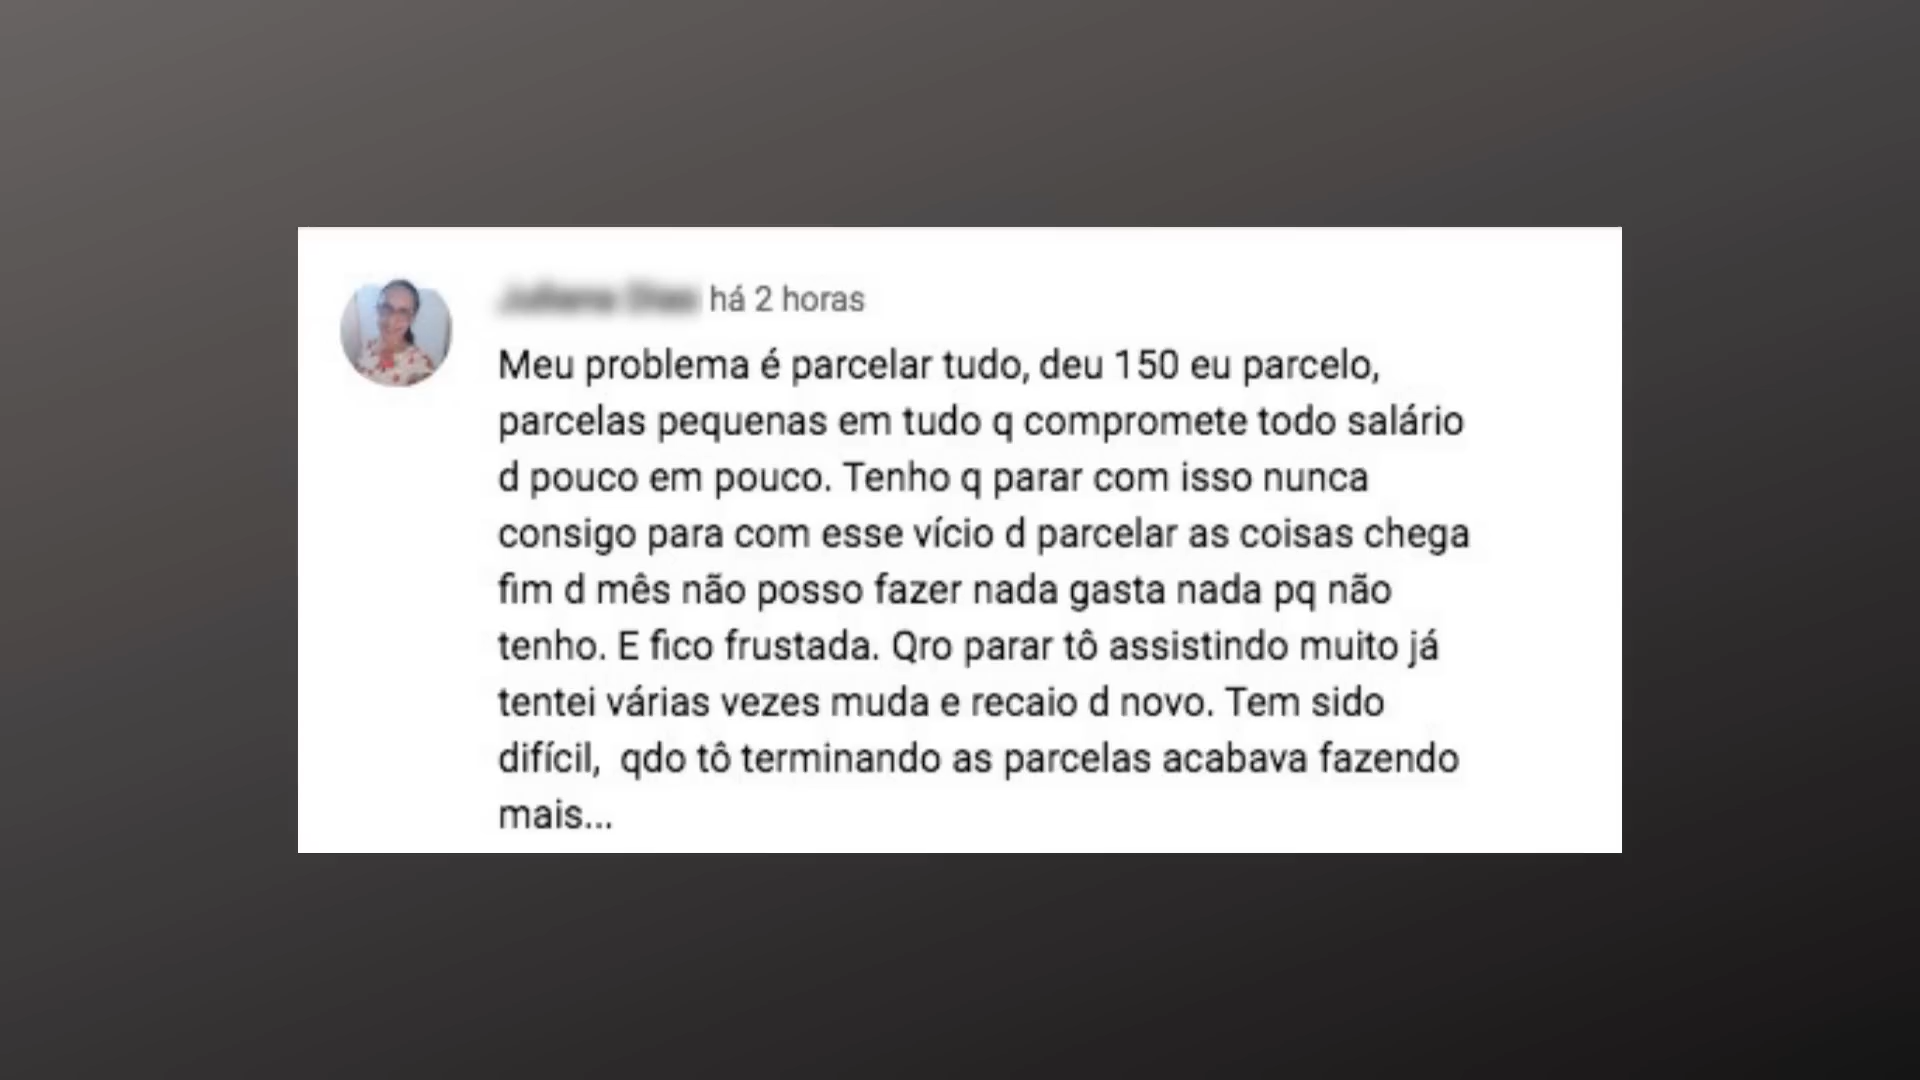 há 2 horas
Meu problema é parcelar tudo, deu 150 eu parcelo,
parcelas pequenas em tudo q compromete todo salário
d pouco em pouco. Tenho q parar com isso nunca
consigo para com esse vício d parcelar as coisas chega
fim d mês não posso fazer nada gasta nada pq não
tenho. E fico frustada. Qro parar tô assistindo muito já
tentei várias vezes muda e recaio d novo. Tem sido
difícil,  qdo tô terminando as parcelas acabava fazendo
mais...